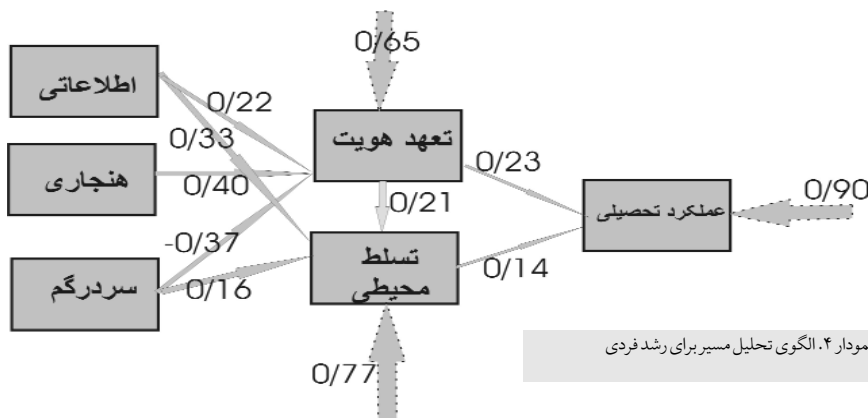 0/65
اطلاعاتی
0/22
تعهد هویت
0/33
0/23
هنجاری
0/40
0/90
عملکرد تحصیلی
0/21
-0/37
تسلط
محیطی
0/14
سردرگم
0/16
مودار ۴. الگوی تحلیل مسیر برای رشد فردی
0/77